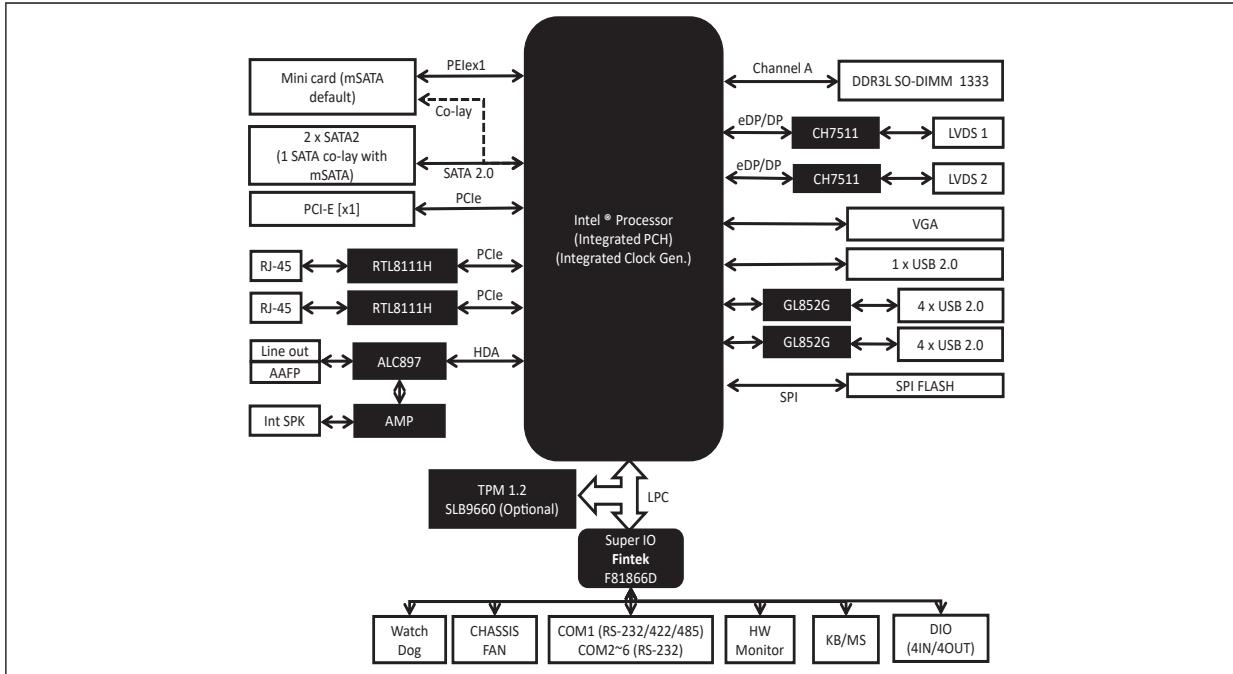 Mini card (mSATA
default)
PEIex1
Co-lay
2 x SATA2
(1 SATA co-lay with
mSATA)
SATA 2.0
PCI-E [x1]
PCIe
RJ-45
RTL8111H
PCIe
RJ-45
RTL8111H
PCIe
Line out
AAFP
ALC897
HDA
Int SPK
AMP
Intel ® Processor
(Integrated PCH)
(Integrated Clock Gen.)
Channel A
DDR3L SO-DIMM 1333
eDP/DP
CH7511
LVDS 1
eDP/DP
CH7511
LVDS 2
VGA
1 x USB 2.0
GL852G
4 x USB 2.0
GL852G
4 x USB 2.0
SPI
SPI FLASH
TPM 1.2
SLB9660 (Optional)
LPC
Super IO
Fintek
F81866D
Watch
Dog
CHASSIS
FAN
COM1 (RS-232/422/485)
COM2~6 (RS-232)
HW
Monitor
KB/MS
DIO
(4IN/4OUT)